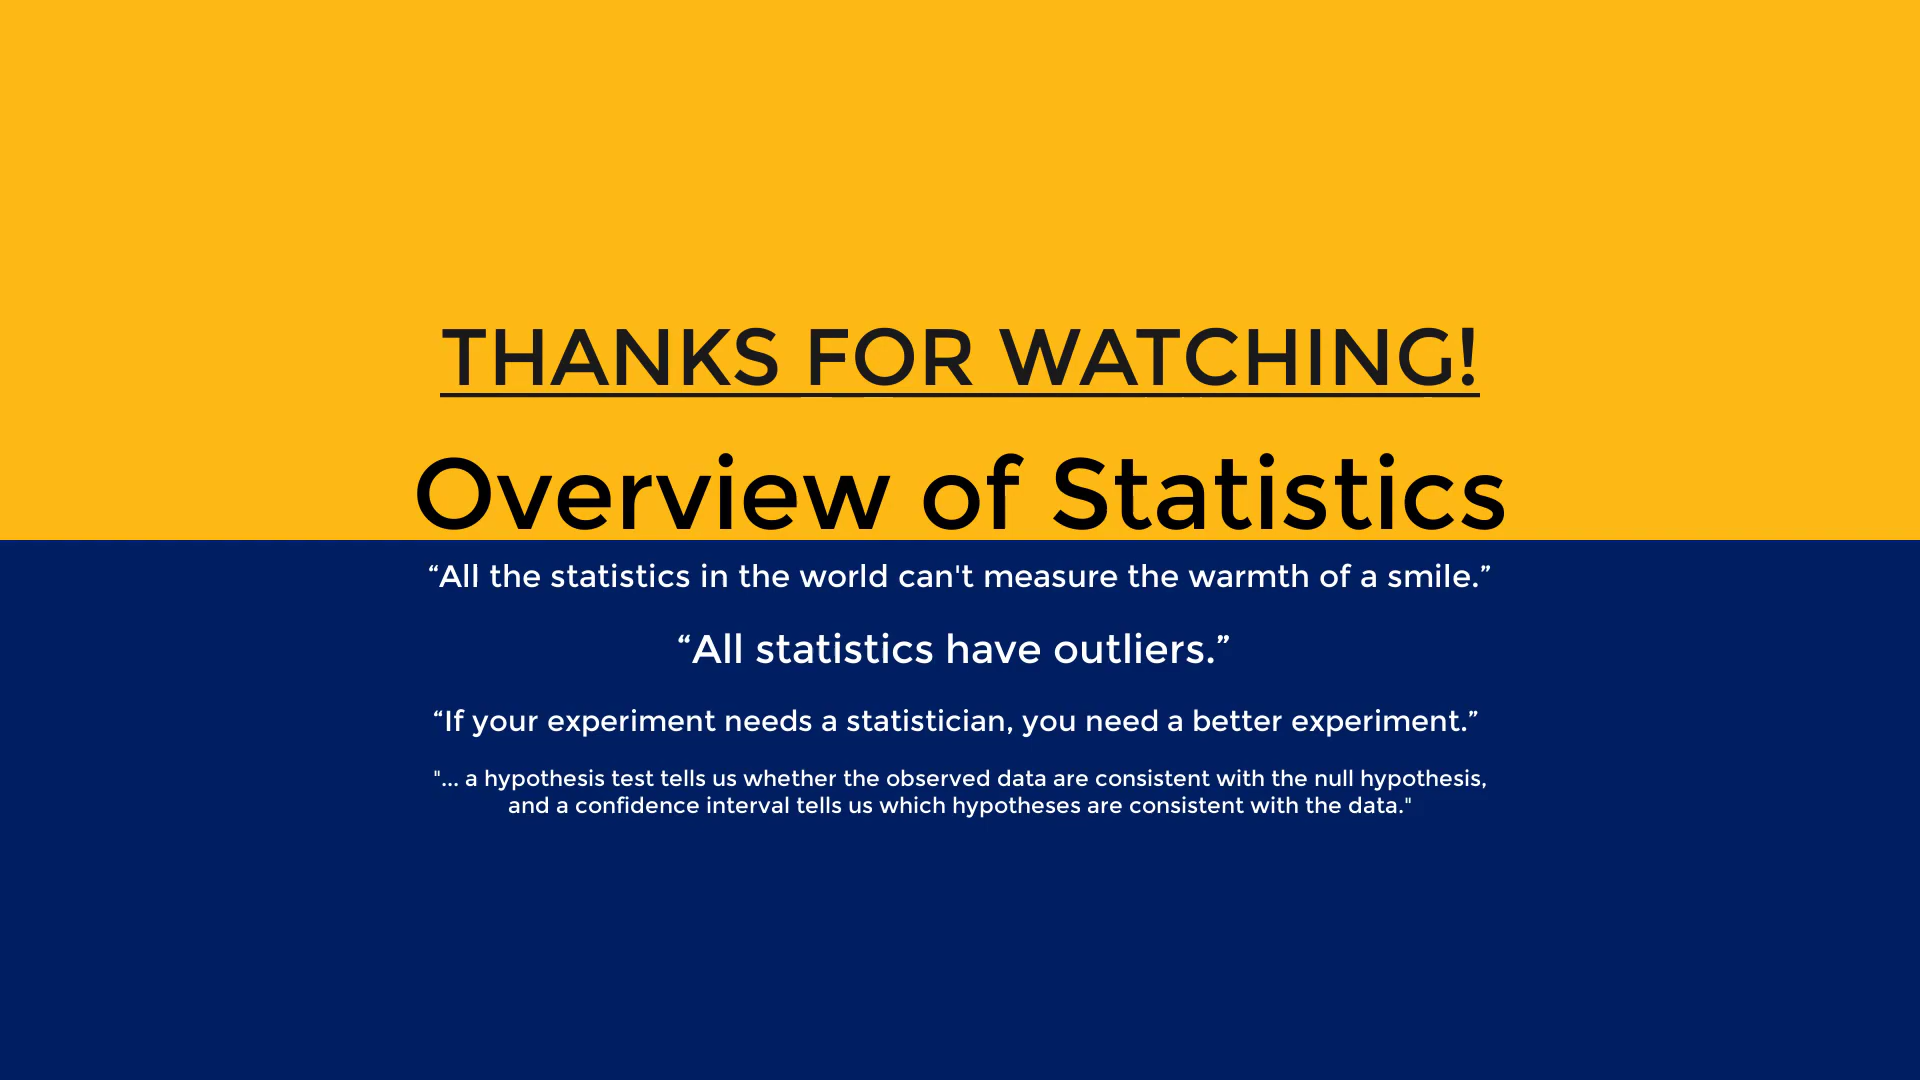 THANKS FOR WATCHING!
Overview of Statistics
“All the statistics in the world can't measure the warmth of a smile.”
“All statistics have outliers.”
“If your experiment needs a statistician, you need a better experiment.”
"... a hypothesis test tells us whether the observed data are consistent with the null hypothesis,
and a confidence interval tells us which hypotheses are consistent with the data."